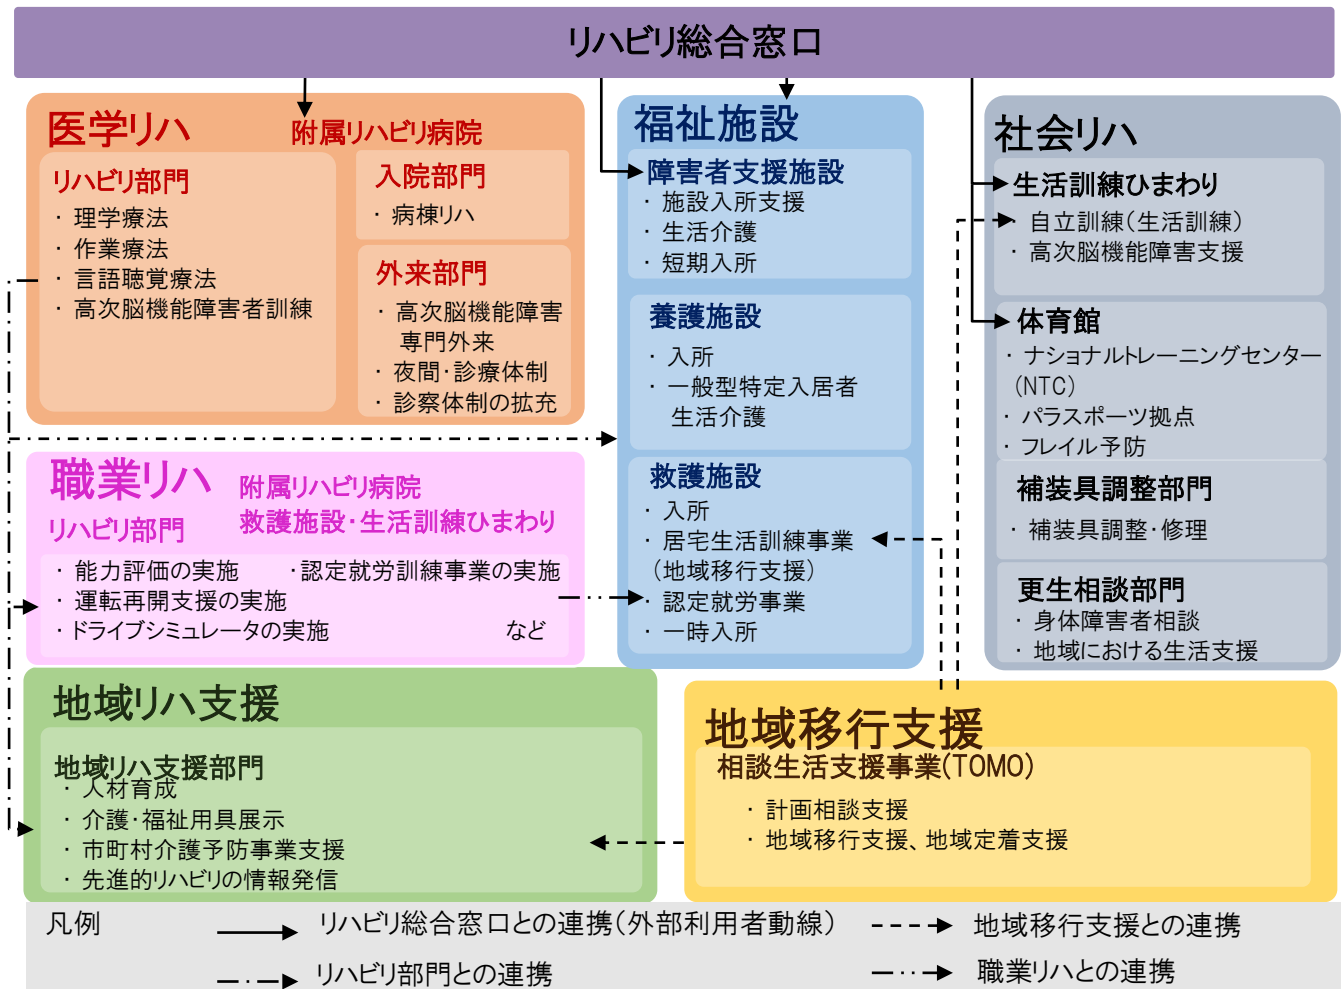 リハビリ総合窓口
医学リハ
附属リハビリ病院
リハビリ部門
・ 理学療法
・ 作業療法
・ 言語聴覚療法
・ 高次脳機能障害者訓練
入院部門
・ 病棟リハ
外来部門
・ 高次脳機能障害
専門外来
・ 夜間・診療体制
・ 診察体制の拡充
福祉施設
障害者支援施設
・ 施設入所支援
・ 生活介護
・ 短期入所
養護施設
・ 入所
・ 一般型特定入居者
生活介護
救護施設
・ 入所
・ 居宅生活訓練事業
（地域移行支援）
・ 認定就労事業
・ 一時入所
社会リハ
生活訓練ひまわり
・ 自立訓練（生活訓練）
・ 高次脳機能障害支援
体育館
・ ナショナルトレーニングセンター
(NTC)
・ パラスポーツ拠点
・ フレイル予防
補装具調整部門
・ 補装具調整・修理
更生相談部門
・ 身体障害者相談
・ 地域における生活支援
職業リハ
附属リハビリ病院
リハビリ部門
救護施設・生活訓練ひまわり
・ 能力評価の実施 ・認定就労訓練事業の実施
・ 運転再開支援の実施
・ドライブシミュレータの実施 など
地域リハ支援
地域リハ支援部門
・ 人材育成
・ 介護・福祉用具展示
・ 市町村介護予防事業支援
・ 先進的リハビリの情報発信
地域移行支援
相談生活支援事業(TOMO)
・ 計画相談支援
・ 地域移行支援、地域定着支援
凡例
リハビリ総合窓口との連携（外部利用者動線）
地域移行支援との連携
リハビリ部門との連携
職業リハとの連携